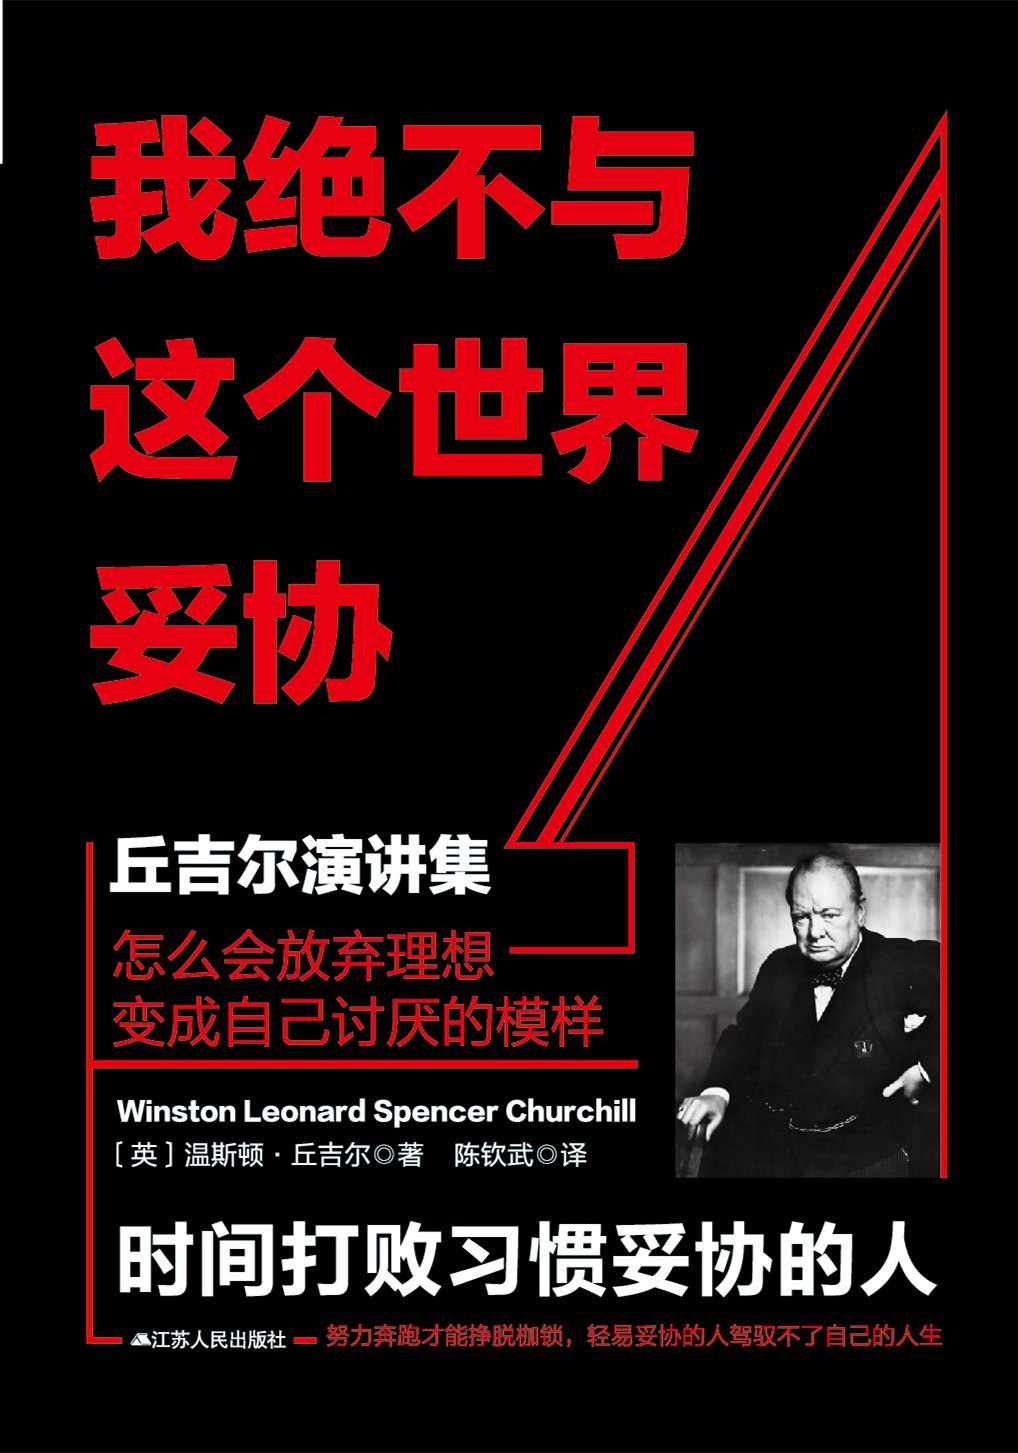 我绝不与
这个世界
妥协
丘吉尔演讲集
怎么会放弃理想
变成自己讨厌的模样
Winston Leonard Spencer Churchill
［英］温斯顿·丘吉尔◎著　陈钦武◎译
时间打败习惯妥协的人
江苏人民出版社
努力奔跑才能挣脱枷锁，轻易妥协的人驾驭不了自己的人生